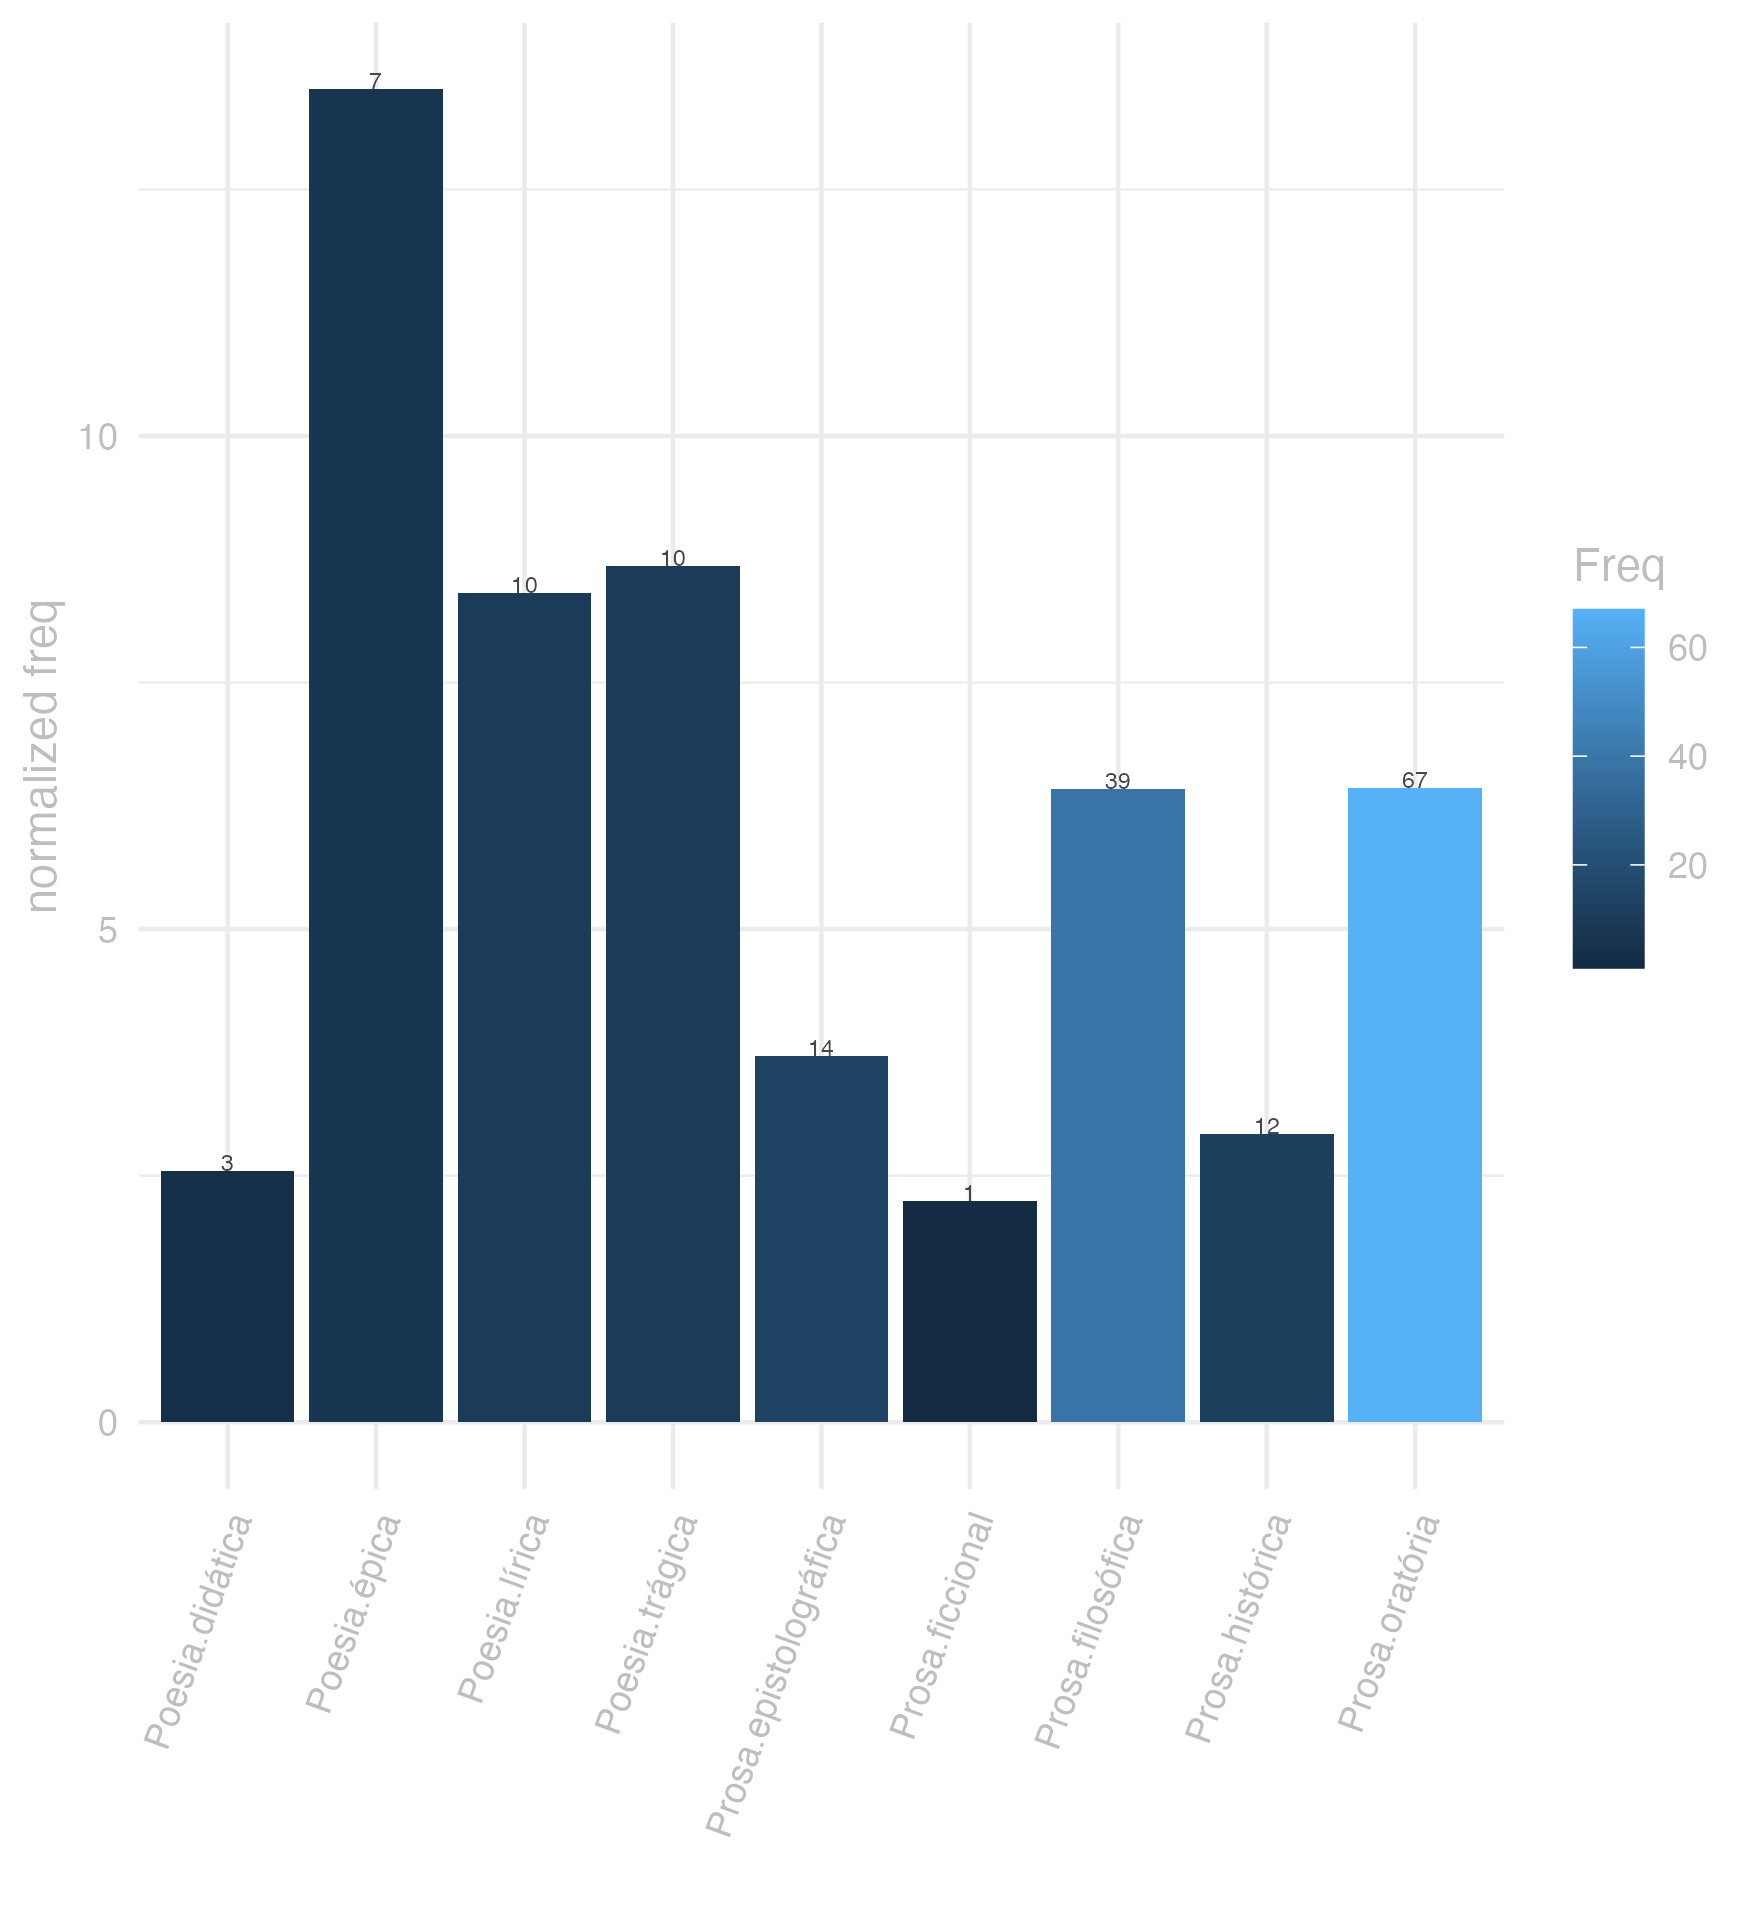 normalized freq
10
5
0
7
10
10
39
67
14
12
3
1
Poesia.didática
Poesia.épica
Poesia.lírica
Poesia.trágica
Prosa.epistolográfica
Prosa.ficcional
Prosa.filosófica
Prosa.histórica
Prosa.oratória
Freq
60
40
20